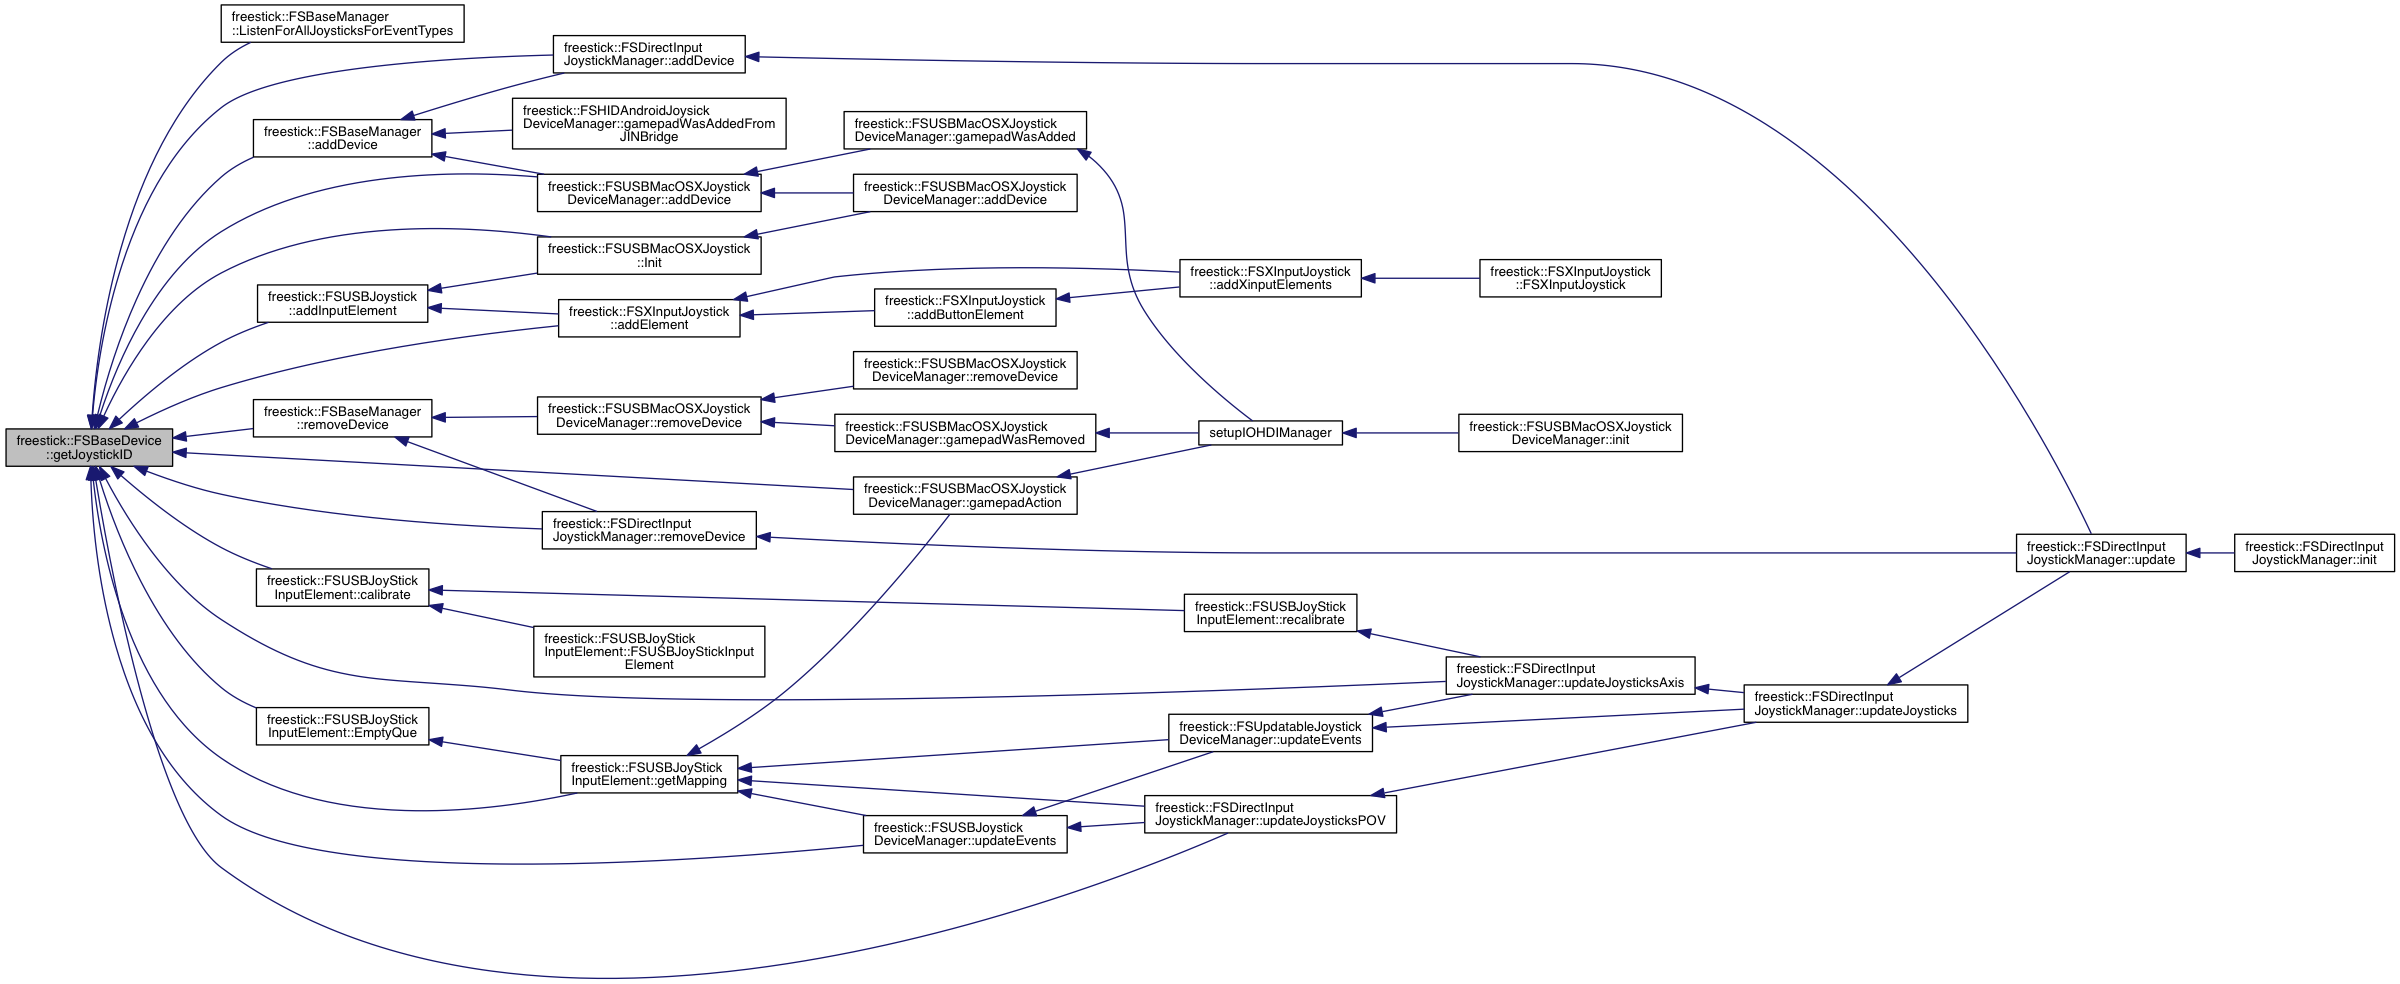 freestick::FSBaseManager
::ListenForAllJoysticksForEventTypes
freestick::FSDirectInput
JoystickManager::addDevice
freestick::FSHIDAndroidJoysick
DeviceManager::gamepadWasAddedFrom
JINBridge
freestick::FSBaseManager
::addDevice
freestick::FSUSBMacOSXJoystick
DeviceManager::gamepadWasAdded
freestick::FSUSBMacOSXJoystick
DeviceManager::addDevice
freestick::FSUSBMacOSXJoystick
DeviceManager::addDevice
freestick::FSUSBMacOSXJoystick
::Init
freestick::FSUSBJoystick
::addInputElement
freestick::FSXInputJoystick
::addElement
freestick::FSXInputJoystick
::addButtonElement
freestick::FSXInputJoystick
::addXinputElements
freestick::FSXInputJoystick
::FSXInputJoystick
freestick::FSUSBMacOSXJoystick
DeviceManager::removeDevice
freestick::FSBaseManager
::removeDevice
freestick::FSUSBMacOSXJoystick
DeviceManager::removeDevice
freestick::FSUSBMacOSXJoystick
DeviceManager::gamepadWasRemoved
setupIOHDIManager
freestick::FSUSBMacOSXJoystick
DeviceManager::init
freestick::FSBaseDevice
::getJoystickID
freestick::FSUSBMacOSXJoystick
DeviceManager::gamepadAction
freestick::FSDirectInput
JoystickManager::removeDevice
freestick::FSDirectInput
JoystickManager::update
freestick::FSDirectInput
JoystickManager::init
freestick::FSUSBJoyStick
InputElement::calibrate
freestick::FSUSBJoyStick
InputElement::recalibrate
freestick::FSUSBJoyStick
InputElement::FSUSBJoyStickInput
Element
freestick::FSDirectInput
JoystickManager::updateJoysticksAxis
freestick::FSDirectInput
JoystickManager::updateJoysticks
freestick::FSUSBJoyStick
InputElement::EmptyQue
freestick::FSUpdatableJoystick
DeviceManager::updateEvents
freestick::FSUSBJoyStick
InputElement::getMapping
freestick::FSDirectInput
JoystickManager::updateJoysticksPOV
freestick::FSUSBJoystick
DeviceManager::updateEvents